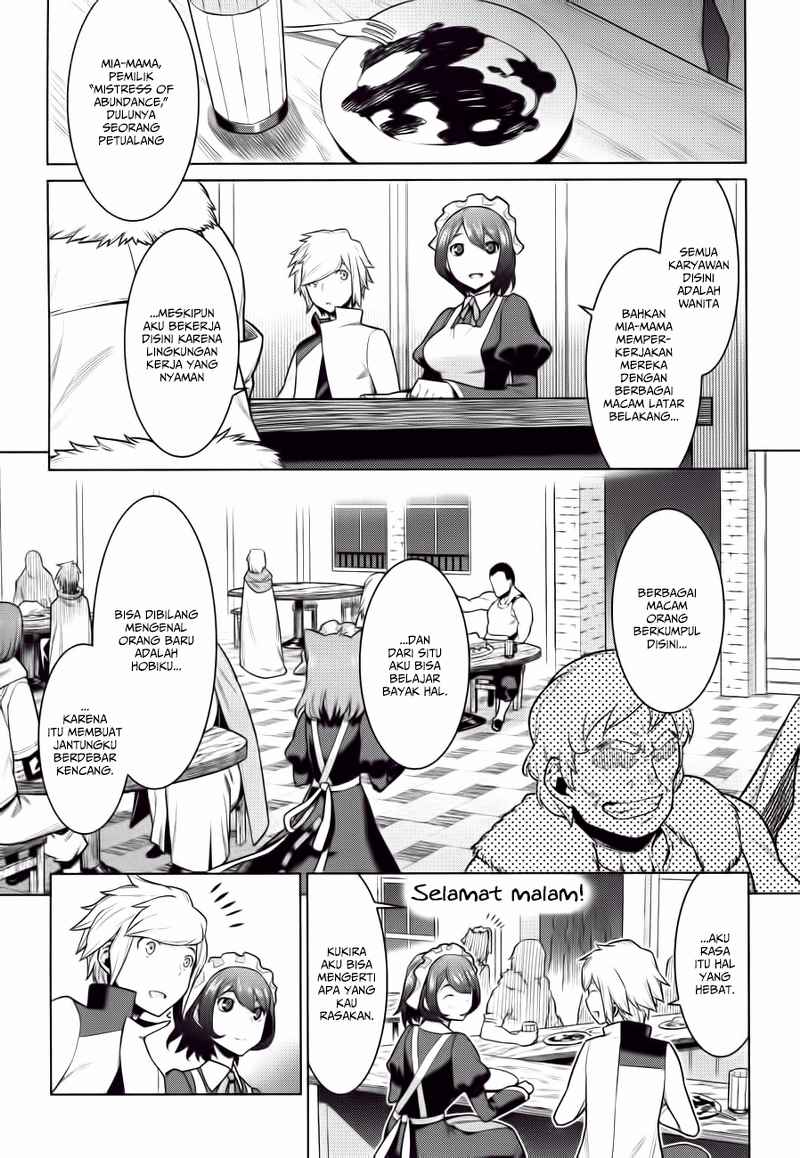 MIA-MAMA,
PEMILIK
"MISTRESS OF
ABUNDANCE,"
DULUNYA
SEORANG
PETUALANG
SEMUA
KARYAWAN
DISINI
ADALAH
WANITA
BAHKAN
MIA-MAMA
MEMPER-
KERJAKAN
MEREKA
DENGAN
BERBAGAI
MACAM LATAR
BELAKANG...
...MESKIPUN
AKU BEKERJA
DISINI KARENA
LINGKUNGAN
KERJA YANG
NYAMAN
BERBAGAI
MACAM
ORANG
BERKUMPUL
DISINI...
...DAN
DARI SITU
AKU BISA
BELAJAR
BAYAK HAL.
BISA DIBILANG
MENGENAL
ORANG BARU
ADALAH
HOBIKU...
...
KARENA
ITU MEMBUAT
JANTUNGKU
BERDEBAR
KENCANG.
Selamat malam!
...AKU
RASA
ITU HAL
YANG
HEBAT.
KUKIRA
AKU BISA
MENGERTI
APA YANG
KAU
RASAKAN.